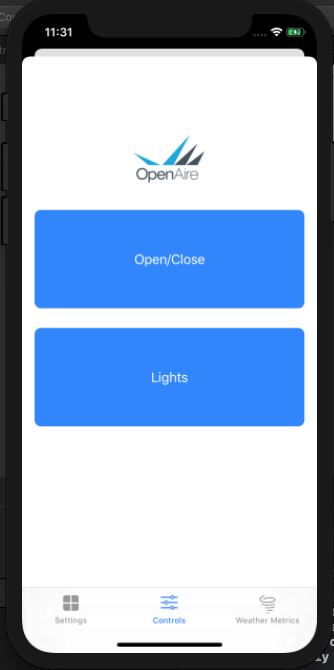 11:31
OpenAire
Open/Close
Lights
Settings
Controls
Weather Metrics